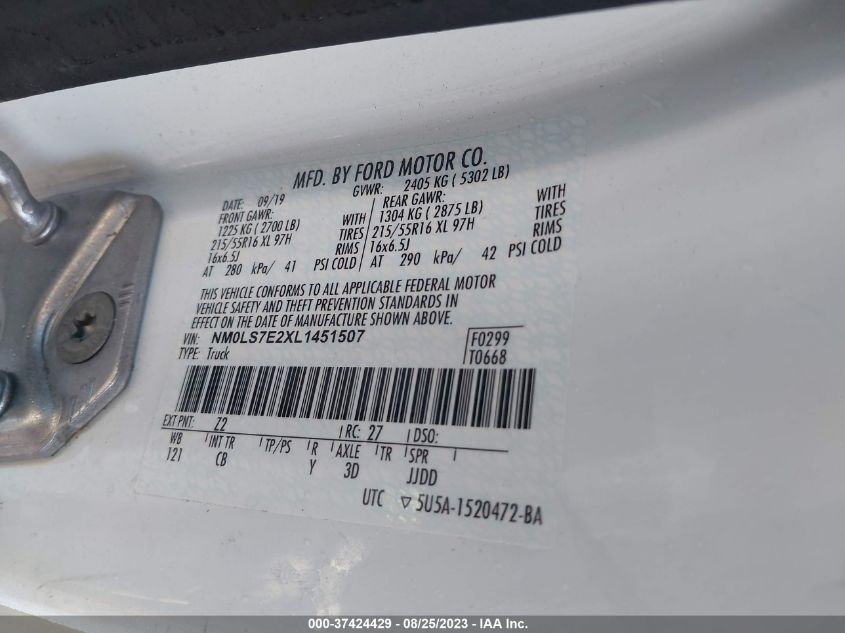 MFD. BY FORD MOTOR CO.
DATE: 09/19 GVWR: 2405 KG ( 5302 LB)
FRONT GAWR: REAR GAWR:
1225 KG ( 2700 LB) WITH 1304 KG ( 2875 LB) WITH
215/55R16 XL 97H TIRES 215/55R16 XL 97H TIRES
16x6.5J RIMS 16x6.5J RIMS
AT 280 kPa/ 41 PSI COLD AT 290 kPa/ 42 PSI COLD
THIS VEHICLE CONFORMS TO ALL APPLICABLE FEDERAL MOTOR
VEHICLE SAFETY AND THEFT PREVENTION STANDARDS IN
EFFECT ON THE DATE OF MANUFACTURE SHOWN ABOVE.
VIN: NM0LS7E2XL1451507 F0299
TYPE: Truck T0668
EXT PNT: Z2 RC: 27 DSO:
WB INT TR TP/PS R AXLE TR SPR
121 CB Y 3D JJDD
UTC ▽ 5U5A-1520472-BA
000-37424429 - 08/25/2023 - © IAA Inc.